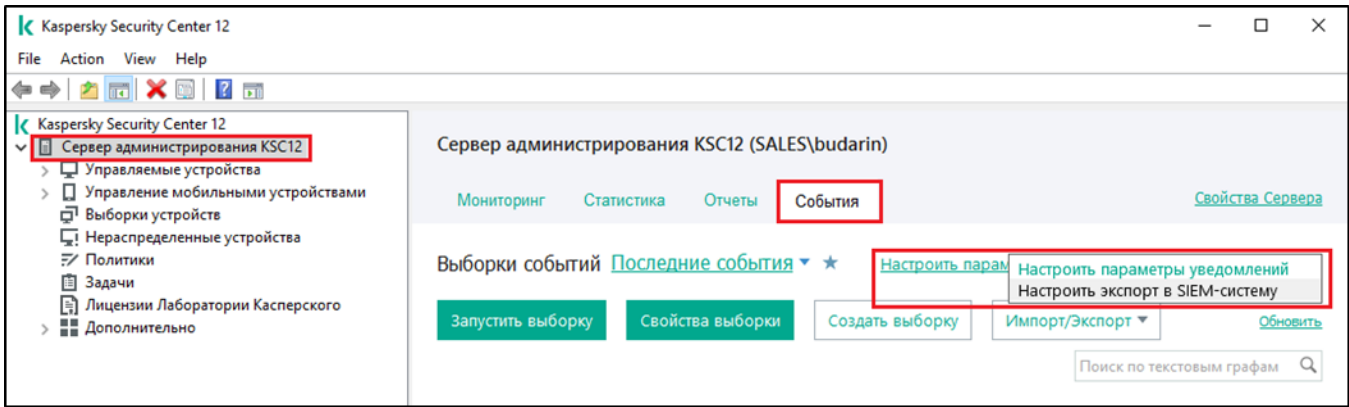 Kaspersky Security Center 12
File Action View Help
Kaspersky Security Center 12
Сервер администрирования KSC12
Управляемые устройства
Управление мобильными устройствами
Выборки устройств
Нераспределенные устройства
Политики
Задачи
Лицензии Лаборатории Касперского
Дополнительно
Сервер администрирования KSC12 (SALES\budarin)
Мониторинг Статистика Отчеты События Свойства Сервера
Выборки событий Последние события Настроить парам
Настроить параметры уведомлений
Настроить экспорт в SIEM-систему
Запустить выборку Свойства выборки Создать выборку Импорт/Экспорт Обновить
Поиск по текстовым графам